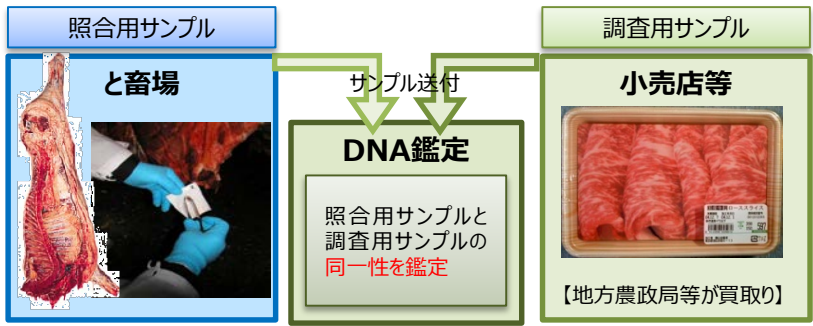 照合用サンプル
調査用サンプル
と畜場
サンプル送付
小売店等
DNA鑑定
照合用サンプルと
調査用サンプルの
同一性を鑑定
【地方農政局等が買取り】